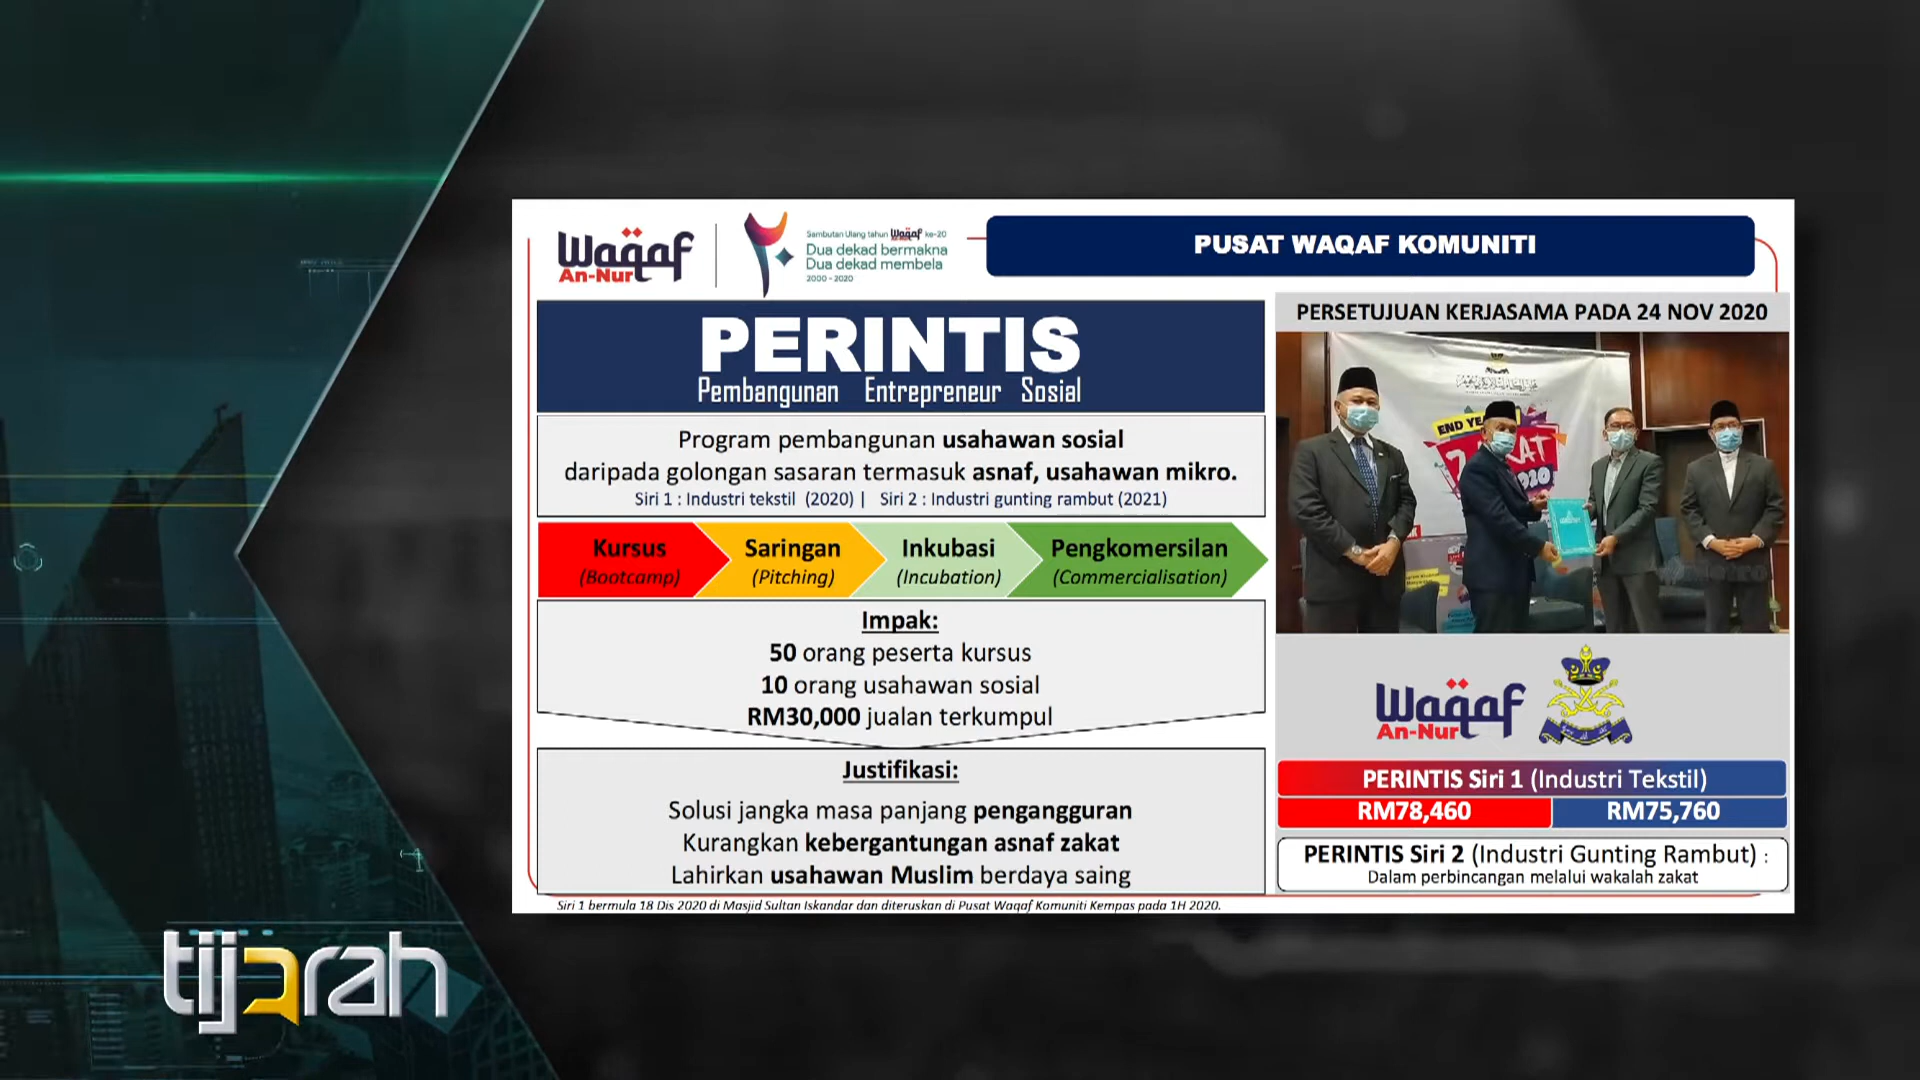 Waqaf
An-Nur
Sambutan Ulang tahun Waqaf ke-20
Dua dekad bermakna
Dua dekad membela
2000 - 2020
PUSAT WAQAF KOMUNITI
PERINTIS
Pembangunan Entrepreneur Sosial
Program pembangunan usahawan sosial
daripada golongan sasaran termasuk asnaf, usahawan mikro.
Siri 1 : Industri tekstil (2020) | Siri 2 : Industri gunting rambut (2021)
Kursus
(Bootcamp)
Saringan
(Pitching)
Inkubasi
(Incubation)
Pengkomersilan
(Commercialisation)
Impak:
50 orang peserta kursus
10 orang usahawan sosial
RM30,000 jualan terkumpul
Justifikasi:
Solusi jangka masa panjang pengangguran
Kurangkan kebergantungan asnaf zakat
Lahirkan usahawan Muslim berdaya saing
Siri 1 bermula 18 Dis 2020 di Masjid Sultan Iskandar dan diteruskan di Pusat Waqaf Komuniti Kempas pada 1H 2020.
PERSETUJUAN KERJASAMA PADA 24 NOV 2020
END YE
2020
Waqaf
An-Nur
PERINTIS Siri 1 (Industri Tekstil)
RM78,460 RM75,760
PERINTIS Siri 2 (Industri Gunting Rambut) :
Dalam perbincangan melalui wakalah zakat
tijarah